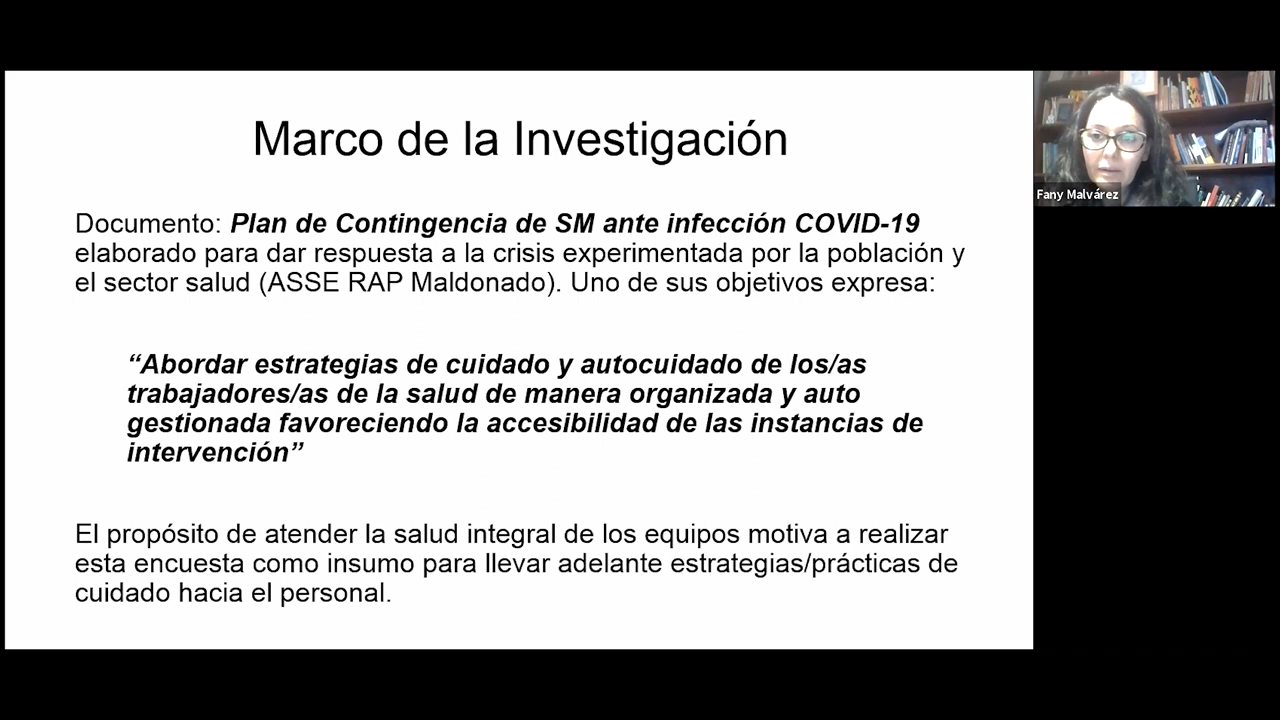 Marco de la Investigación
Documento: Plan de Contingencia de SM ante infección COVID-19
elaborado para dar respuesta a la crisis experimentada por la población y
el sector salud (ASSE RAP Maldonado). Uno de sus objetivos expresa:
“Abordar estrategias de cuidado y autocuidado de los/as
trabajadores/as de la salud de manera organizada y auto
gestionada favoreciendo la accesibilidad de las instancias de
intervención”
El propósito de atender la salud integral de los equipos motiva a realizar
esta encuesta como insumo para llevar adelante estrategias/prácticas de
cuidado hacia el personal.
Fany Malvárez